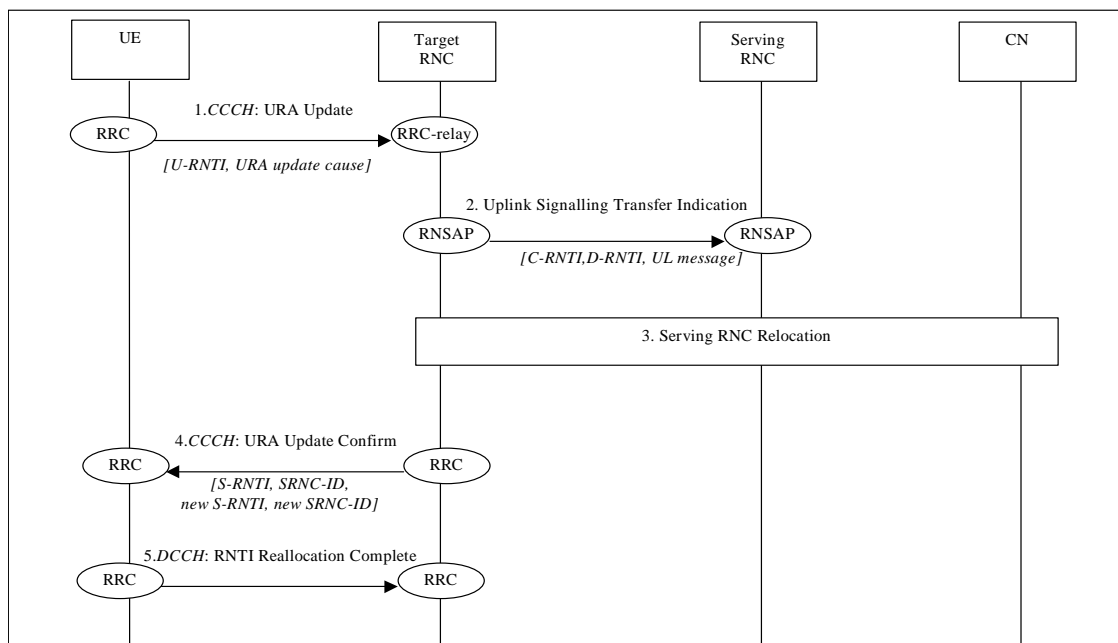 UE
Target
RNC
Serving
RNC
CN
1.CCCH: URA Update
RRC
RRC-relay
[U-RNTI, URA update cause]
2. Uplink Signalling Transfer Indication
RNSAP
RNSAP
[C-RNTI,D-RNTI, UL message]
3. Serving RNC Relocation
4.CCCH: URA Update Confirm
RRC
RRC
[S-RNTI, SRNC-ID,
new S-RNTI, new SRNC-ID]
5.DCCH: RNTI Reallocation Complete
RRC
RRC